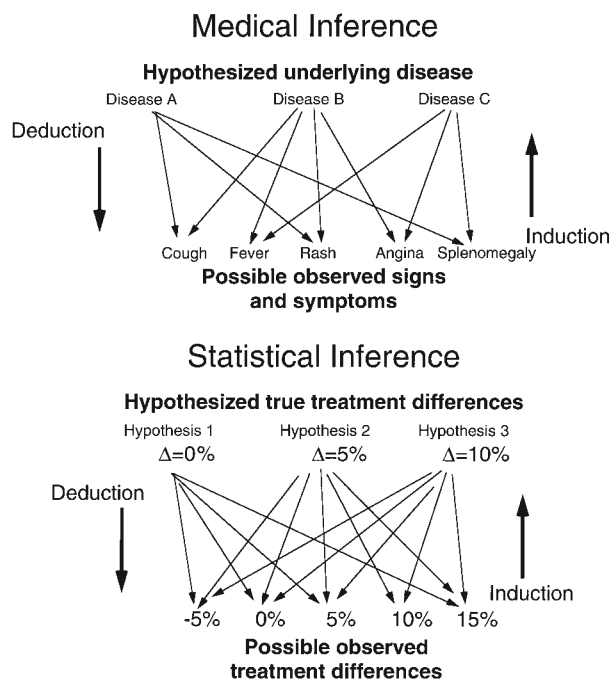 Medical Inference
Hypothesized underlying disease
Disease A Disease B Disease C
Deduction
Induction
Cough Fever Rash Angina Splenomegaly
Possible observed signs
and symptoms
Statistical Inference
Hypothesized true treatment differences
Hypothesis 1 Hypothesis 2 Hypothesis 3
Δ=0% Δ=5% Δ=10%
Deduction
Induction
-5% 0% 5% 10% 15%
Possible observed
treatment differences